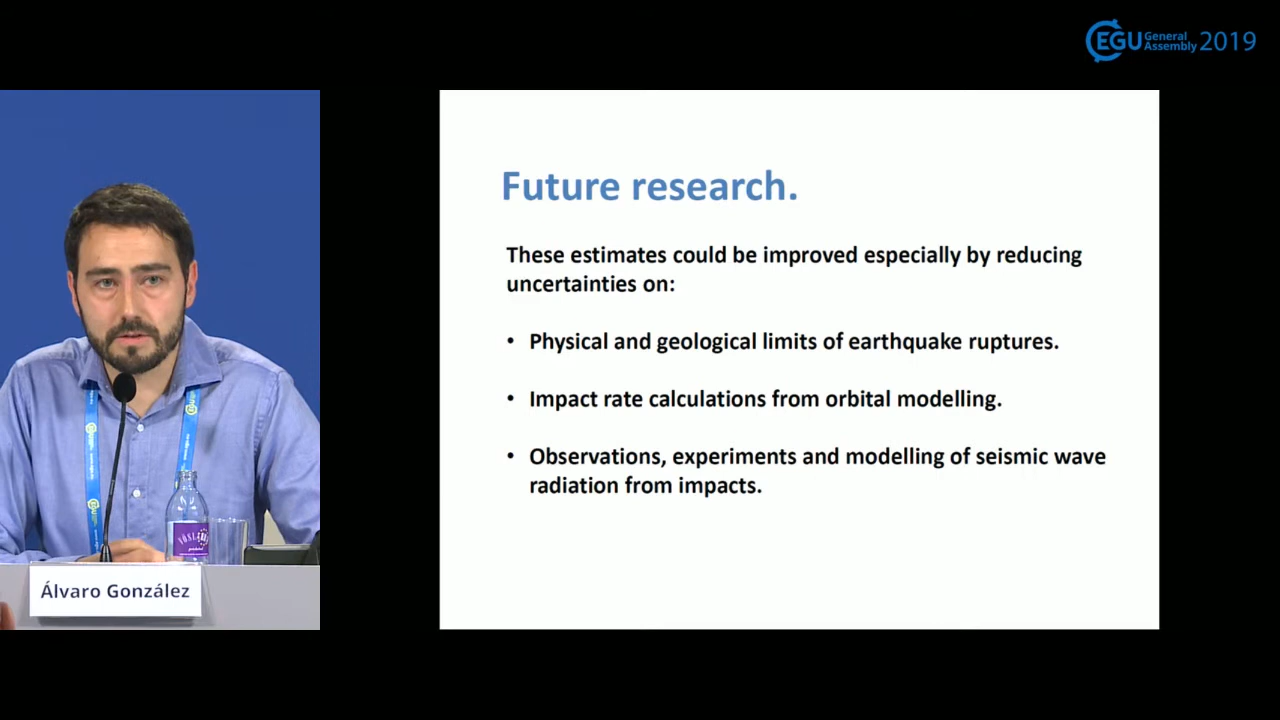 EGU General
Assembly 2019
Future research.
These estimates could be improved especially by reducing
uncertainties on:
• Physical and geological limits of earthquake ruptures.
• Impact rate calculations from orbital modelling.
• Observations, experiments and modelling of seismic wave
radiation from impacts.
Álvaro González